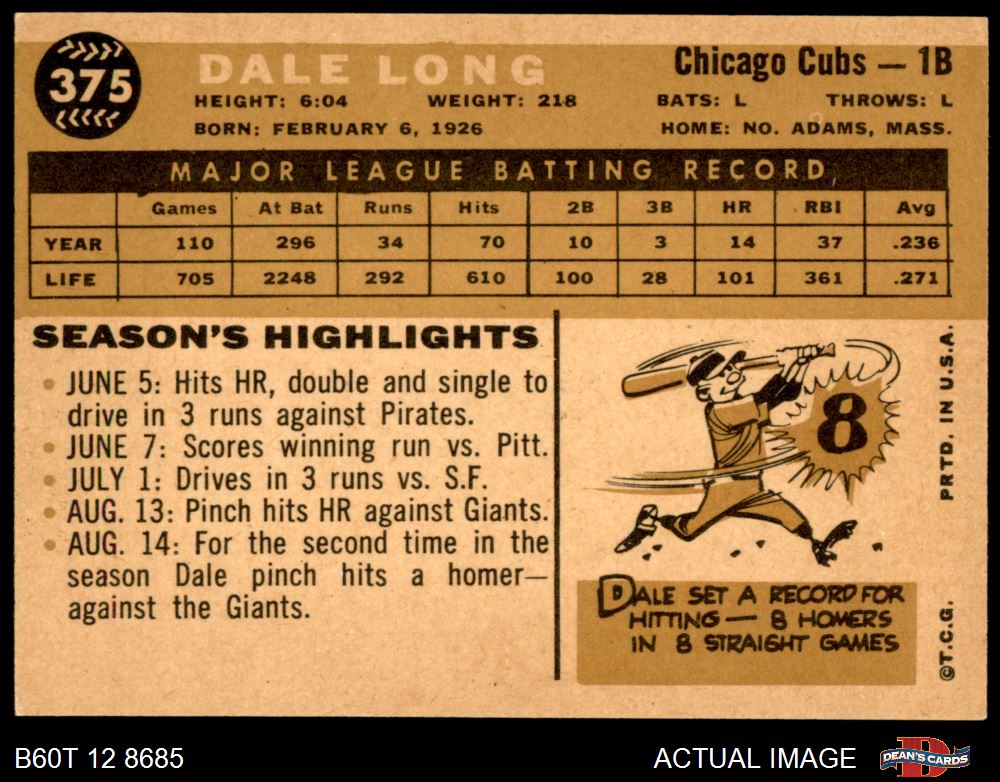 375
DALE LONG
Chicago Cubs — 1B
HEIGHT: 6:04 WEIGHT: 218 BATS: L THROWS: L
BORN: FEBRUARY 6, 1926 HOME: NO. ADAMS, MASS.
MAJOR LEAGUE BATTING RECORD
Games At Bat Runs Hits 2B 3B HR RBI Avg
YEAR 110 296 34 70 10 3 14 37 .236
LIFE 705 2248 292 610 100 28 101 361 .271
SEASON'S HIGHLIGHTS
• JUNE 5: Hits HR, double and single to
drive in 3 runs against Pirates.
• JUNE 7: Scores winning run vs. Pitt.
• JULY 1: Drives in 3 runs vs. S.F.
• AUG. 13: Pinch hits HR against Giants.
• AUG. 14: For the second time in the
season Dale pinch hits a homer—
against the Giants.
8
DALE SET A RECORD FOR
HITTING — 8 HOMERS
IN 8 STRAIGHT GAMES
PRTD. IN U.S.A.
©T.C.G.
B60T 12 8685
ACTUAL IMAGE
DEAN'S CARDS